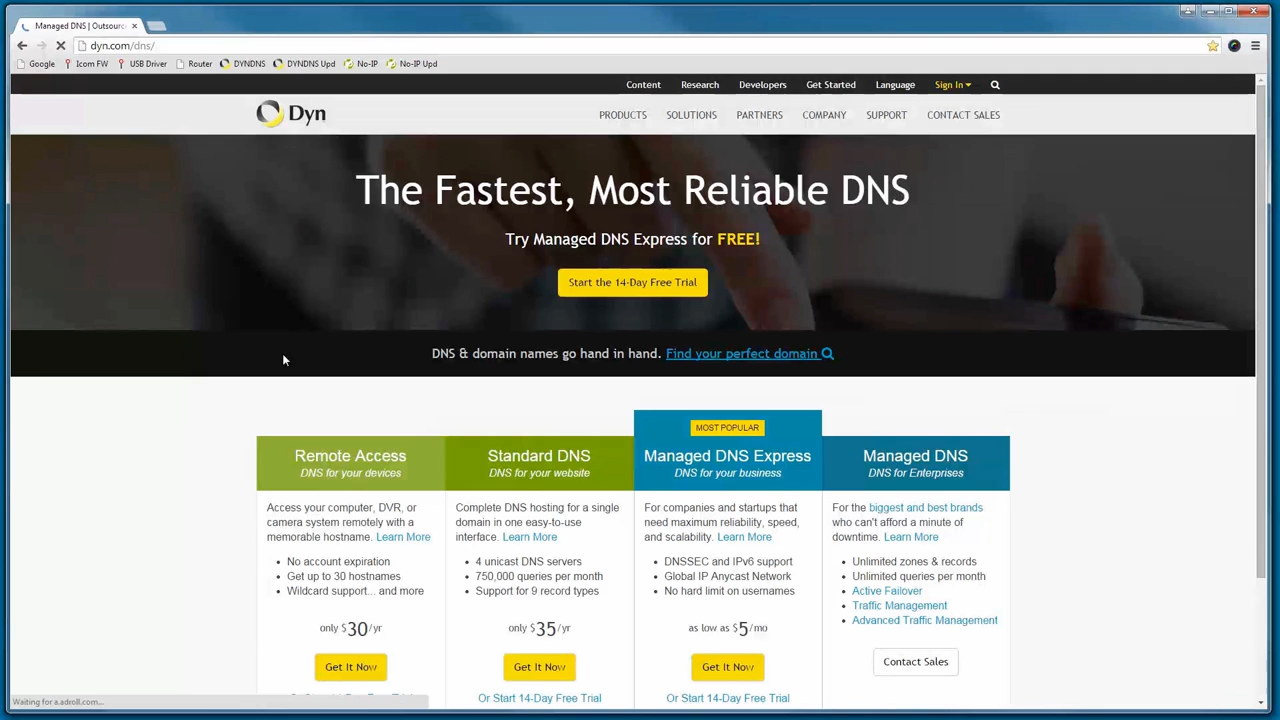 Managed DNS | Outsourc
dyn.com/dns/
Google
Icom FW
USB Driver
Router
DYNDNS
DYNDNS Upd
No-IP
No-IP Upd
Content
Research
Developers
Get Started
Language
Sign In
Dyn
PRODUCTS
SOLUTIONS
PARTNERS
COMPANY
SUPPORT
CONTACT SALES
The Fastest, Most Reliable DNS
Try Managed DNS Express for FREE!
Start the 14-Day Free Trial
DNS & domain names go hand in hand. Find your perfect domain
Remote Access
DNS for your devices
Access your computer, DVR, or
camera system remotely with a
memorable hostname. Learn More
• No account expiration
• Get up to 30 hostnames
• Wildcard support... and more
only $30/yr
Get It Now
Standard DNS
DNS for your website
Complete DNS hosting for a single
domain in one easy-to-use
interface. Learn More
• 4 unicast DNS servers
• 750,000 queries per month
• Support for 9 record types
only $35/yr
Get It Now
Or Start 14-Day Free Trial
MOST POPULAR
Managed DNS Express
DNS for your business
For companies and startups that
need maximum reliability, speed,
and scalability. Learn More
• DNSSEC and IPv6 support
• Global IP Anycast Network
• No hard limit on usernames
as low as $5/mo
Get It Now
Or Start 14-Day Free Trial
Managed DNS
DNS for Enterprises
For the biggest and best brands
who can't afford a minute of
downtime. Learn More
• Unlimited zones & records
• Unlimited queries per month
• Active Failover
• Traffic Management
• Advanced Traffic Management
Contact Sales
Waiting for a.adroll.com...